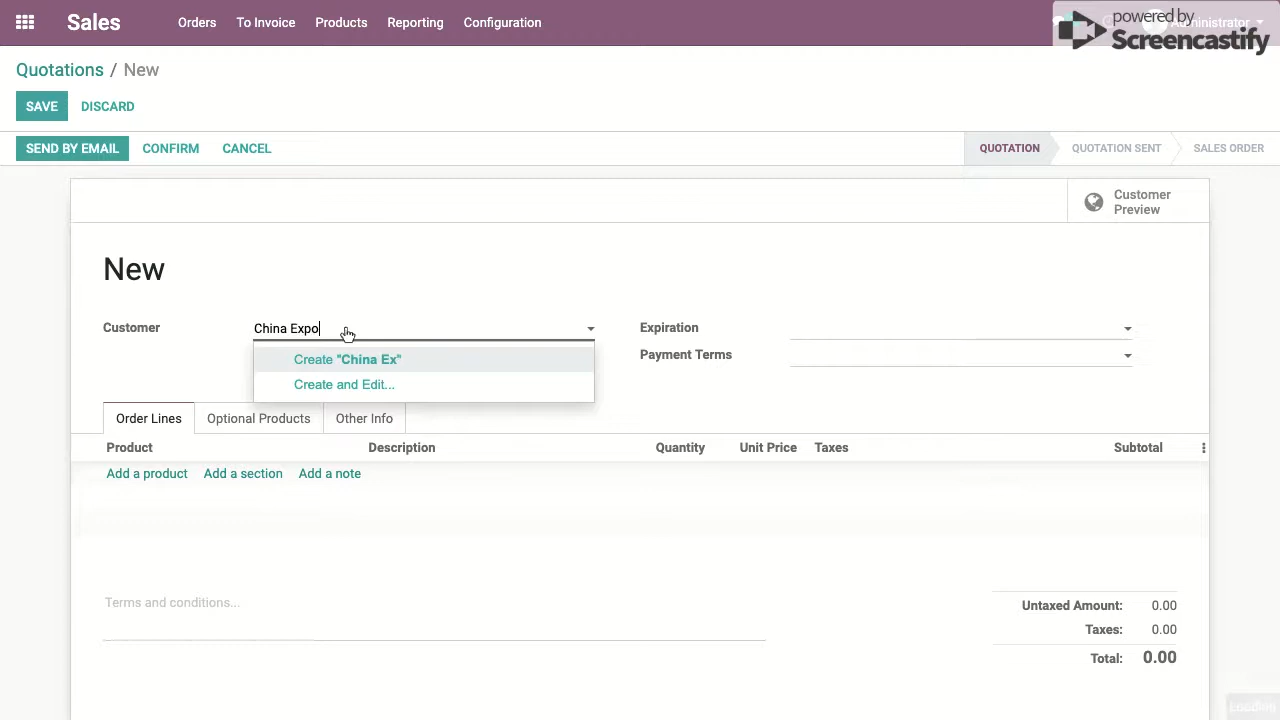 Sales
Orders
To Invoice
Products
Reporting
Configuration
Administrator
powered by
Screencastify
Quotations / New
SAVE
DISCARD
SEND BY EMAIL
CONFIRM
CANCEL
QUOTATION
QUOTATION SENT
SALES ORDER
Customer
Preview
New
Customer
China Expo
Create "China Ex"
Create and Edit...
Expiration
Payment Terms
Order Lines
Optional Products
Other Info
Product
Description
Quantity
Unit Price
Taxes
Subtotal
Add a product
Add a section
Add a note
Terms and conditions...
Untaxed Amount: 0.00
Taxes: 0.00
Total: 0.00
Loading